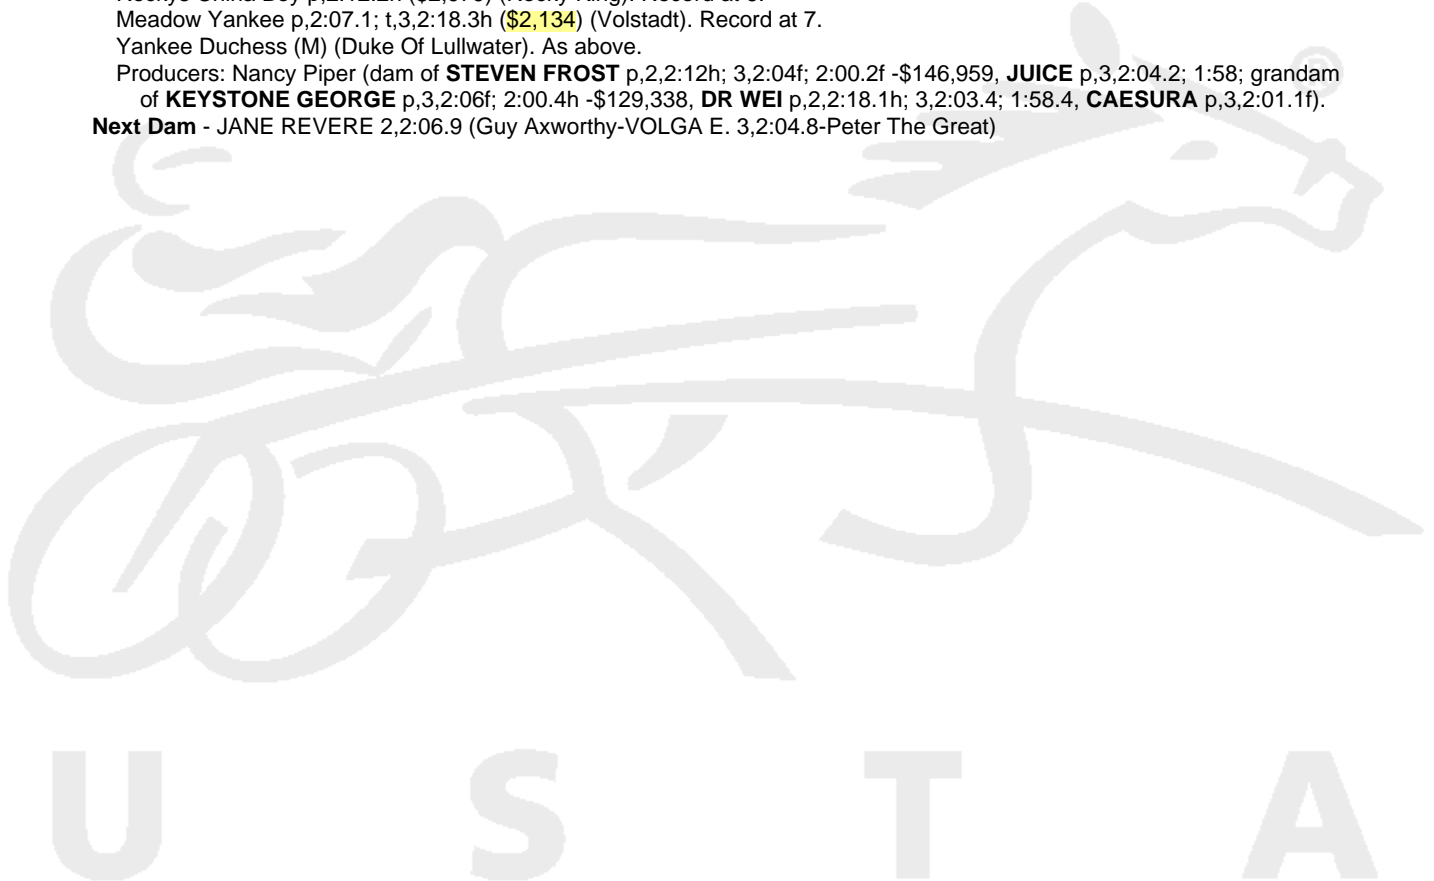 Meadow Yankee p,2:07.1; t,3,2:18.3h ($2,134) (Volstadt). Record at 7.
Yankee Duchess (M) (Duke Of Lullwater). As above.
Producers: Nancy Piper (dam of STEVEN FROST p,2,2:12h; 3,2:04f; 2:00.2f -$146,959, JUICE p,3,2:04.2; 1:58; grandam
of KEYSTONE GEORGE p,3,2:06f; 2:00.4h -$129,338, DR WEI p,2,2:18.1h; 3,2:03.4; 1:58.4, CAESURA p,3,2:01.1f).
Next Dam - JANE REVERE 2,2:06.9 (Guy Axworthy-VOLGA E. 3,2:04.8-Peter The Great)
®
U S T A